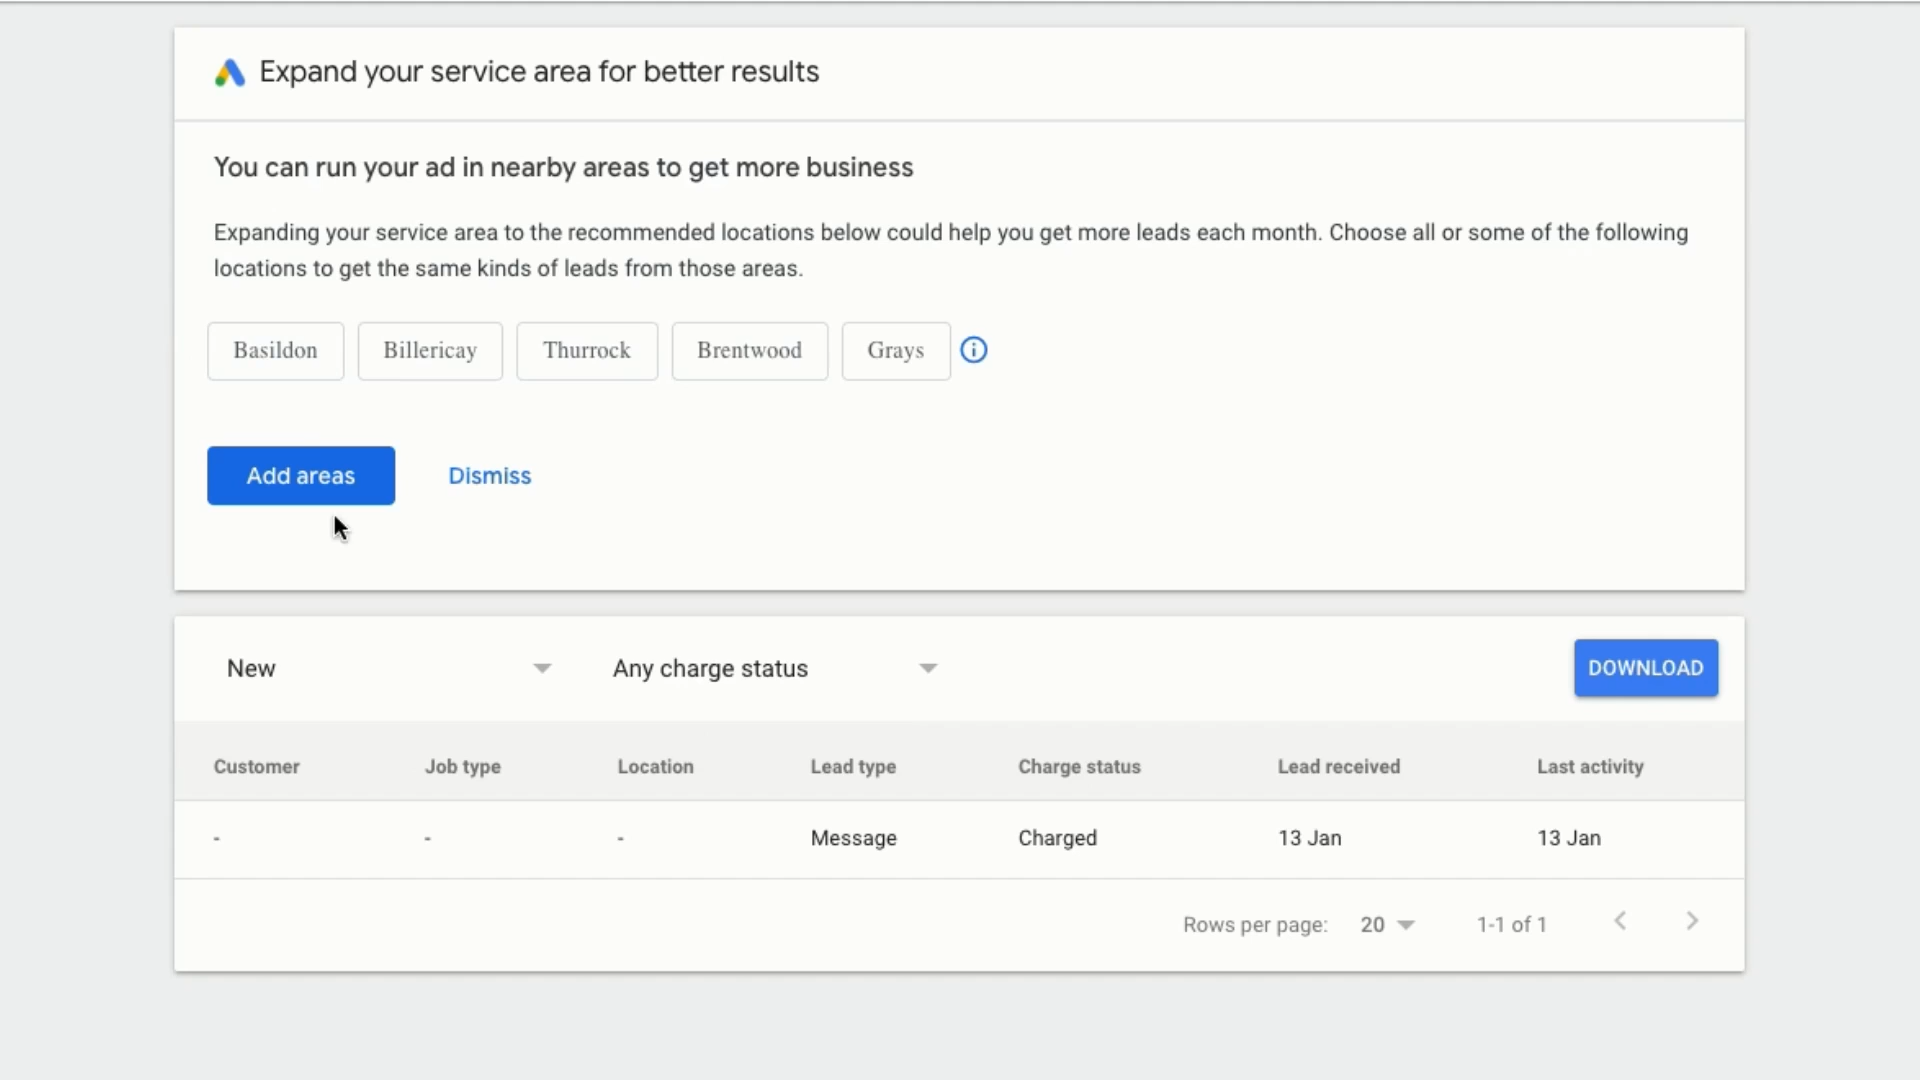 Expand your service area for better results
You can run your ad in nearby areas to get more business
Expanding your service area to the recommended locations below could help you get more leads each month. Choose all or some of the following
locations to get the same kinds of leads from those areas.
Basildon Billericay Thurrock Brentwood Grays
Add areas Dismiss
New Any charge status DOWNLOAD
Customer Job type Location Lead type Charge status Lead received Last activity
- - - Message Charged 13 Jan 13 Jan
Rows per page: 20 1-1 of 1